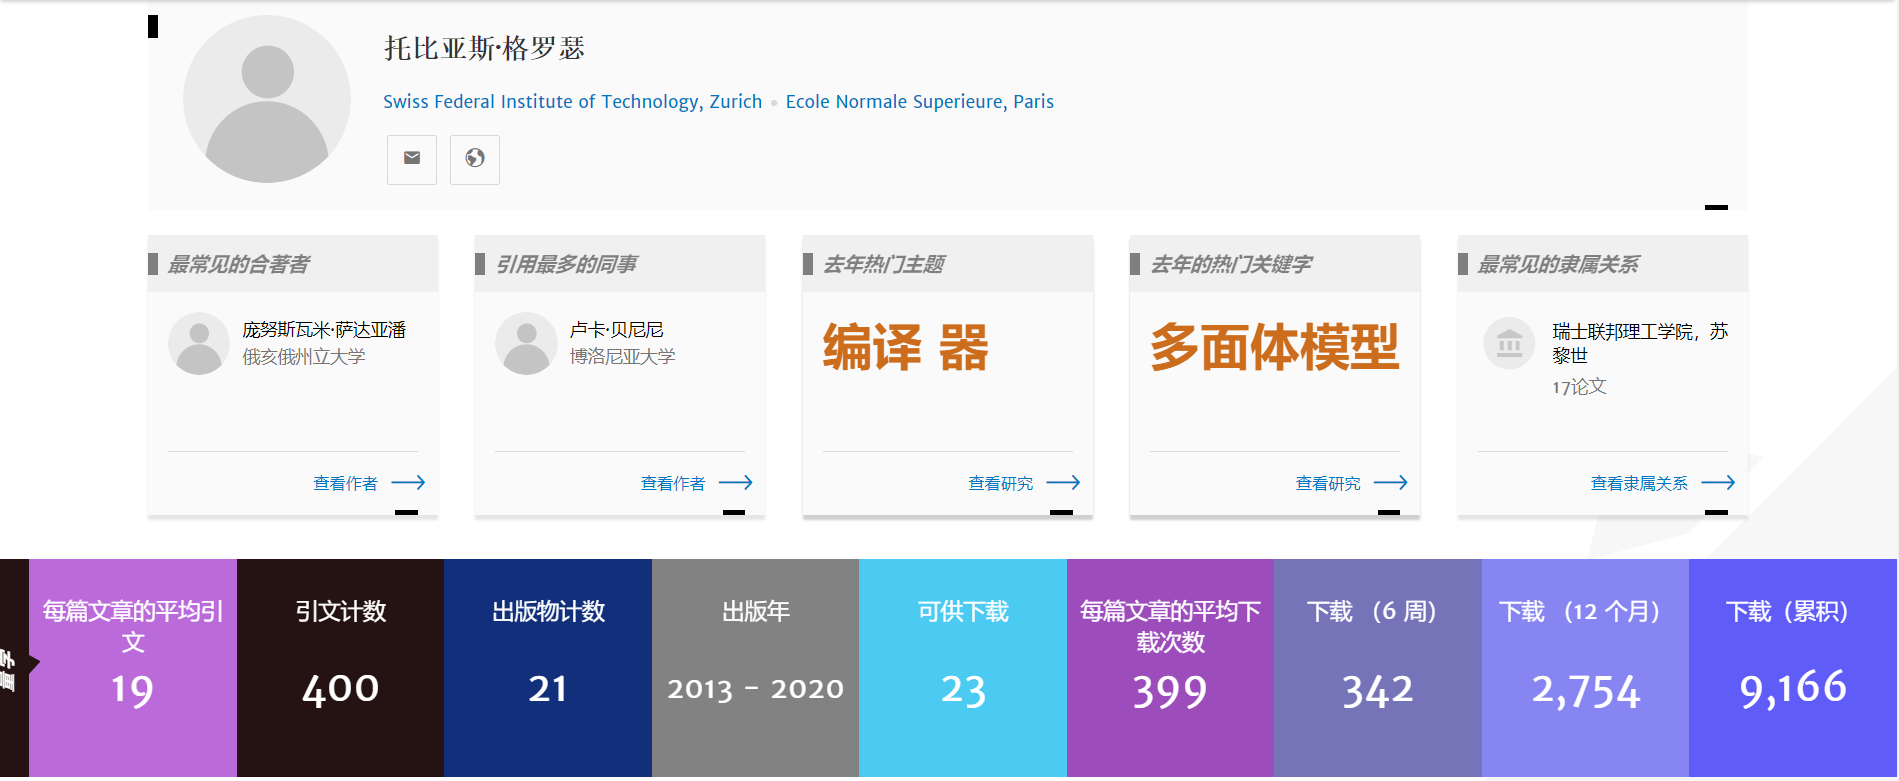 托比亚斯·格罗瑟
Swiss Federal Institute of Technology, Zurich Ecole Normale Superieure, Paris
最常见的合著者
庞努斯瓦米·萨达亚潘
俄亥俄州立大学
查看作者
引用最多的同事
卢卡·贝尼尼
博洛尼亚大学
查看作者
去年热门主题
编译 器
查看研究
去年的热门关键字
多面体模型
查看研究
最常见的隶属关系
瑞士联邦理工学院，苏
黎世
17论文
查看隶属关系
每篇文章的平均引
文
19
引文计数
400
出版物计数
21
出版年
2013 - 2020
可供下载
23
每篇文章的平均下
载次数
399
下载 （6 周）
342
下载 （12 个月）
2,754
下载（累积）
9,166